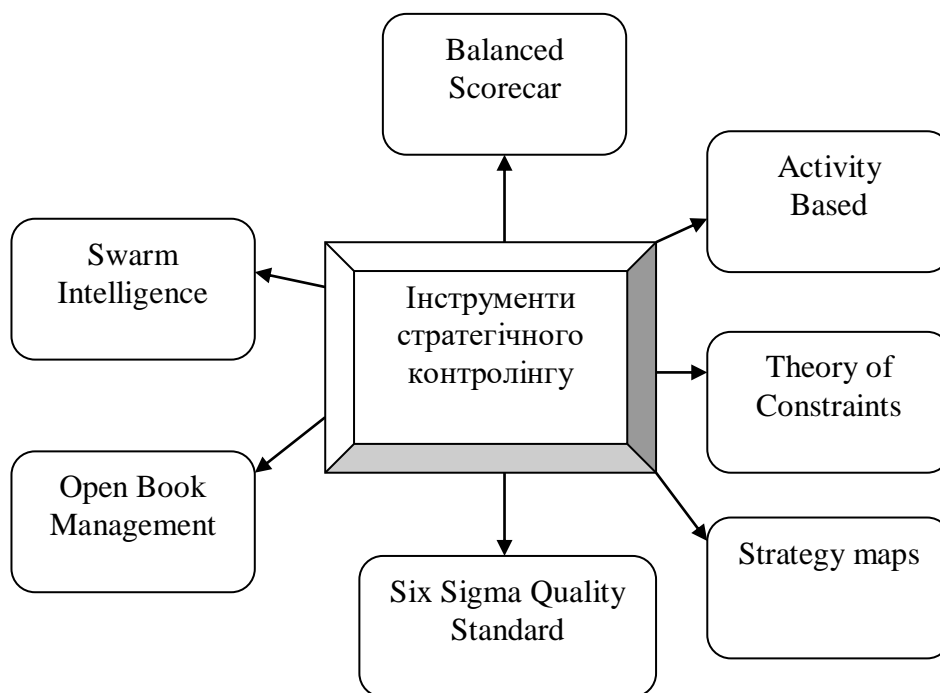 Balanced
Scorecar
Activity
Based
Swarm
Intelligence
Інструменти
стратегічного
контролінгу
Theory of
Constraints
Open Book
Management
Strategy maps
Six Sigma Quality
Standard